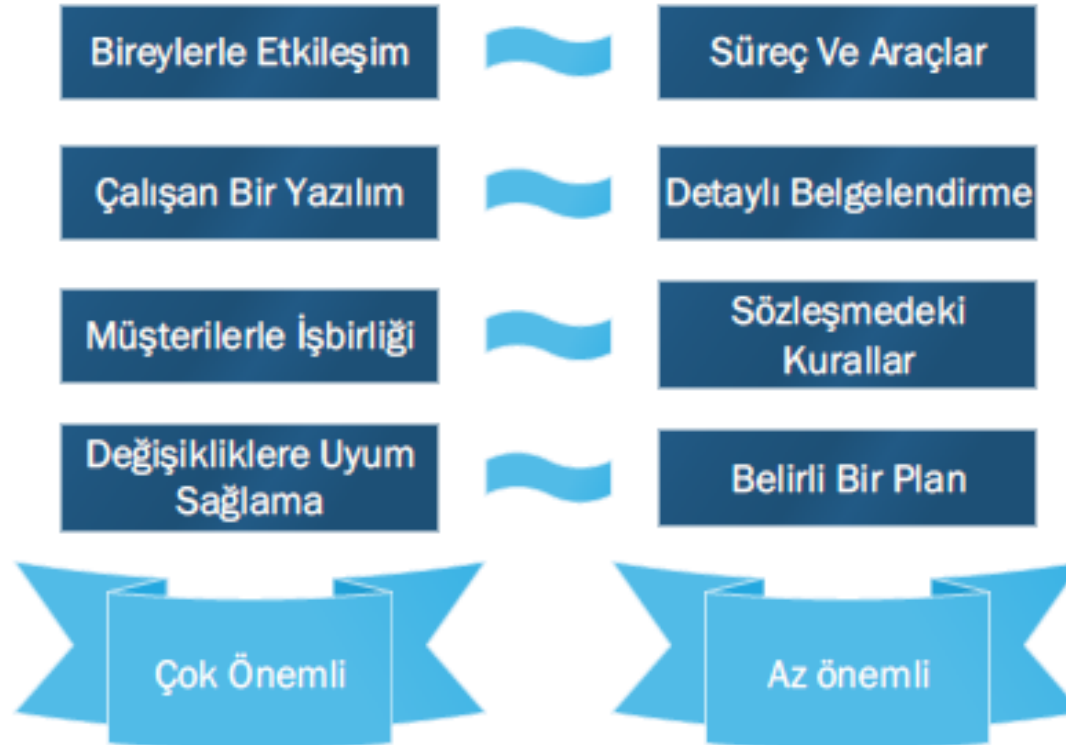 Bireylerle Etkileşim
Süreç Ve Araçlar
Çalışan Bir Yazılım
Detaylı Belgelendirme
Müşterilerle İşbirliği
Sözleşmedeki
Kurallar
Değişikliklere Uyum
Sağlama
Belirli Bir Plan
Çok Önemli
Az önemli